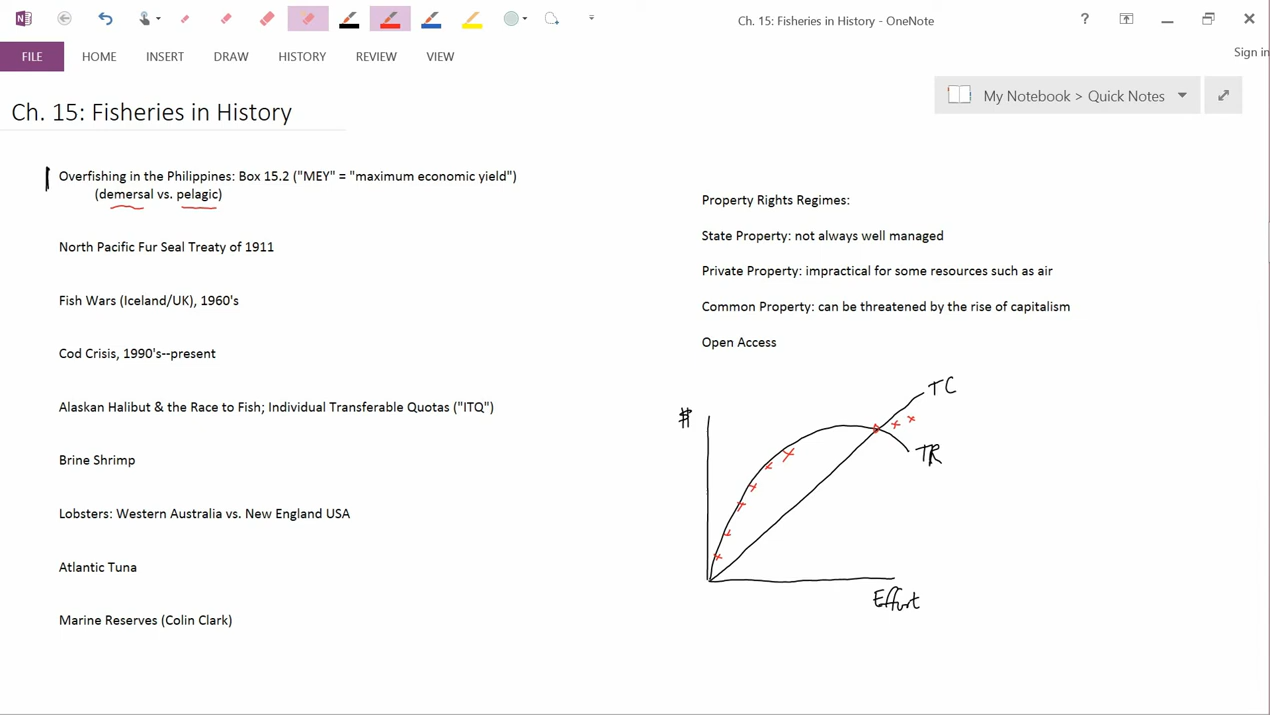 Ch. 15: Fisheries in History - OneNote
?
FILE HOME INSERT DRAW HISTORY REVIEW VIEW
Sign in
My Notebook > Quick Notes
Ch. 15: Fisheries in History
Overfishing in the Philippines: Box 15.2 ("MEY" = "maximum economic yield")
(demersal vs. pelagic)
North Pacific Fur Seal Treaty of 1911
Fish Wars (Iceland/UK), 1960's
Cod Crisis, 1990's--present
Alaskan Halibut & the Race to Fish; Individual Transferable Quotas ("ITQ")
Brine Shrimp
Lobsters: Western Australia vs. New England USA
Atlantic Tuna
Marine Reserves (Colin Clark)
Property Rights Regimes:
State Property: not always well managed
Private Property: impractical for some resources such as air
Common Property: can be threatened by the rise of capitalism
Open Access
TC
$
TR
Effort